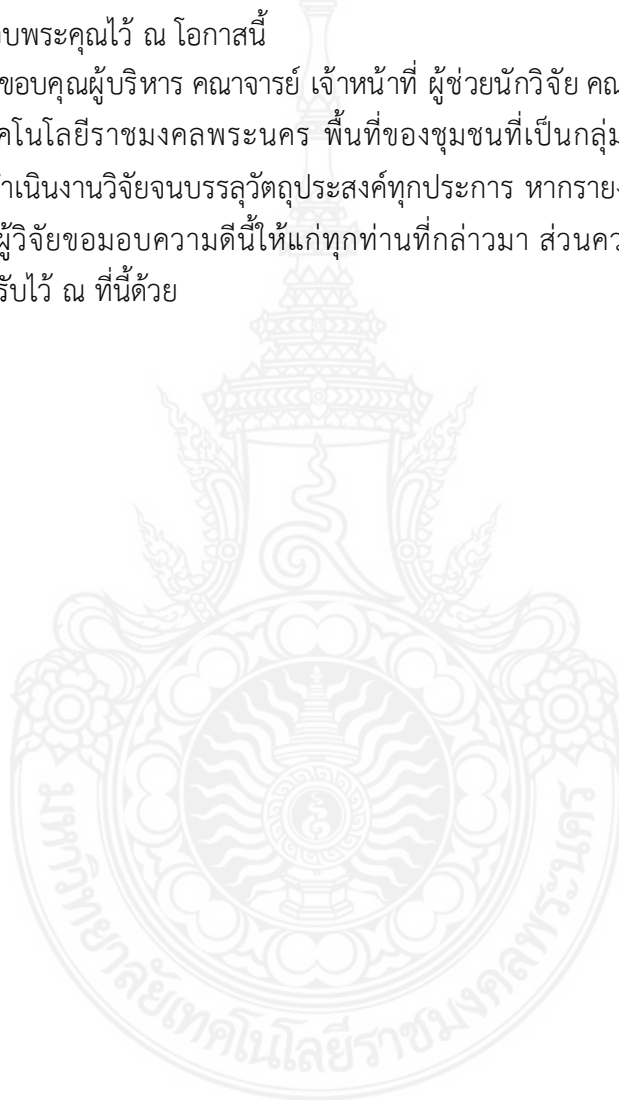 บพระคุณไว้ ณ โอกาสนี้
ขอบคุณผู้บริหาร คณาจารย์ เจ้าหน้าที่ ผู้ช่วยนักวิจัย
คโนโลยีราชมงคลพระนคร พื้นที่ของชุมชนที่เป็นกลุ่ม
เนินงานวิจัยจนบรรลุวัตถุประสงค์ทุกประการ หากราย
ผู้วิจัยขอมอบความดีนี้ให้แก่ทุกท่านที่กล่าวมา ส่วน
รับไว้ ณ ที่นี้ด้วย
มหาวิทยาลัยเทคโนโลยีราชมงคลพระนคร